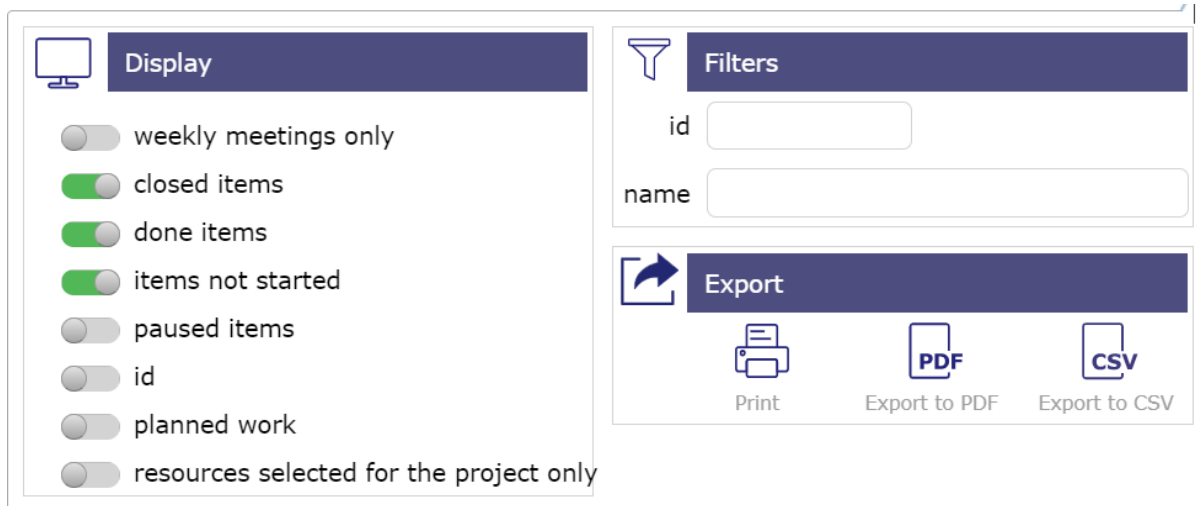 Display
weekly meetings only
closed items
done items
items not started
paused items
id
planned work
resources selected for the project only
Filters
id
name
Export
PDF
CSV
Print
Export to PDF
Export to CSV